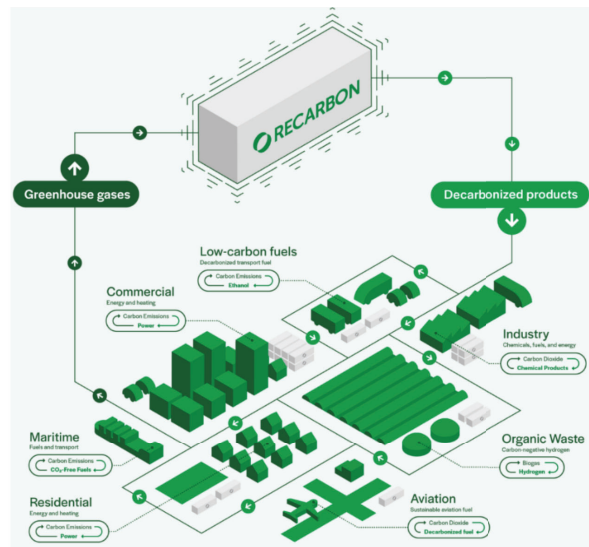 RECARBON
Greenhouse gases
Decarbonized products
Low-carbon fuels
Decarbonized transport fuel
Carbon Emissions
Ethanol
Commercial
Energy and heating
Carbon Emissions
Power
Industry
Chemicals, fuels, and energy
Carbon Dioxide
Chemical Products
Maritime
Fuels and transport
Carbon Emissions
CO₂-Free Fuels
Organic Waste
Carbon-negative hydrogen
Biogas
Hydrogen
Residential
Energy and heating
Carbon Emissions
Power
Aviation
Sustainable aviation fuel
Carbon Dioxide
Decarbonized fuel